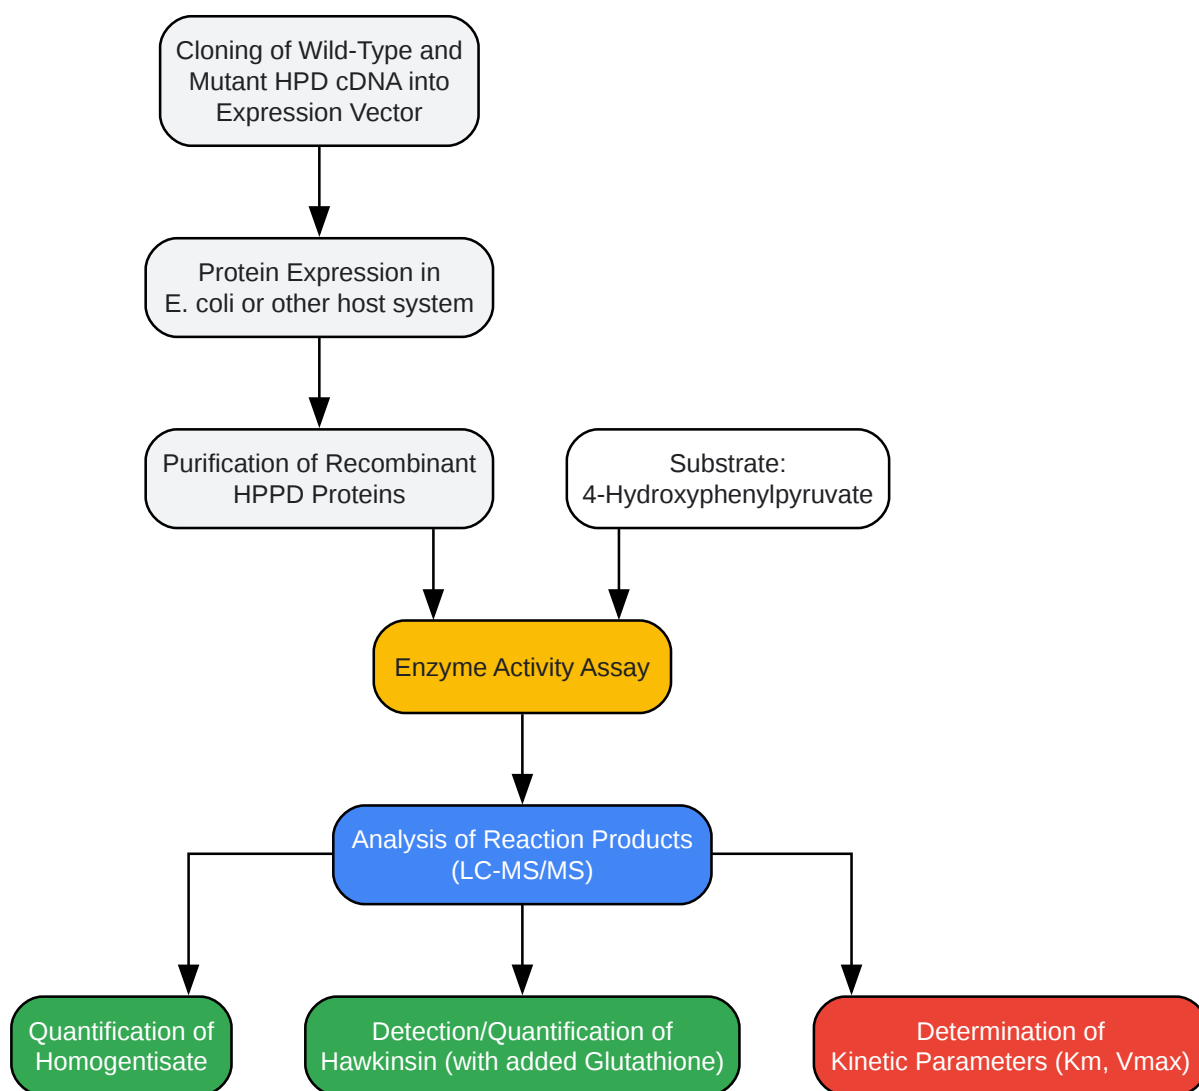 Cloning of Wild-Type and
Mutant HPD cDNA into
Expression Vector
Protein Expression in
E. coli or other host system
Purification of Recombinant
HPPD Proteins
Substrate:
4-Hydroxyphenylpyruvate
Enzyme Activity Assay
Analysis of Reaction Products
(LC-MS/MS)
Quantification of
Homogentisate
Detection/Quantification of
Hawkinsin (with added Glutathione)
Determination of
Kinetic Parameters (Km, Vmax)